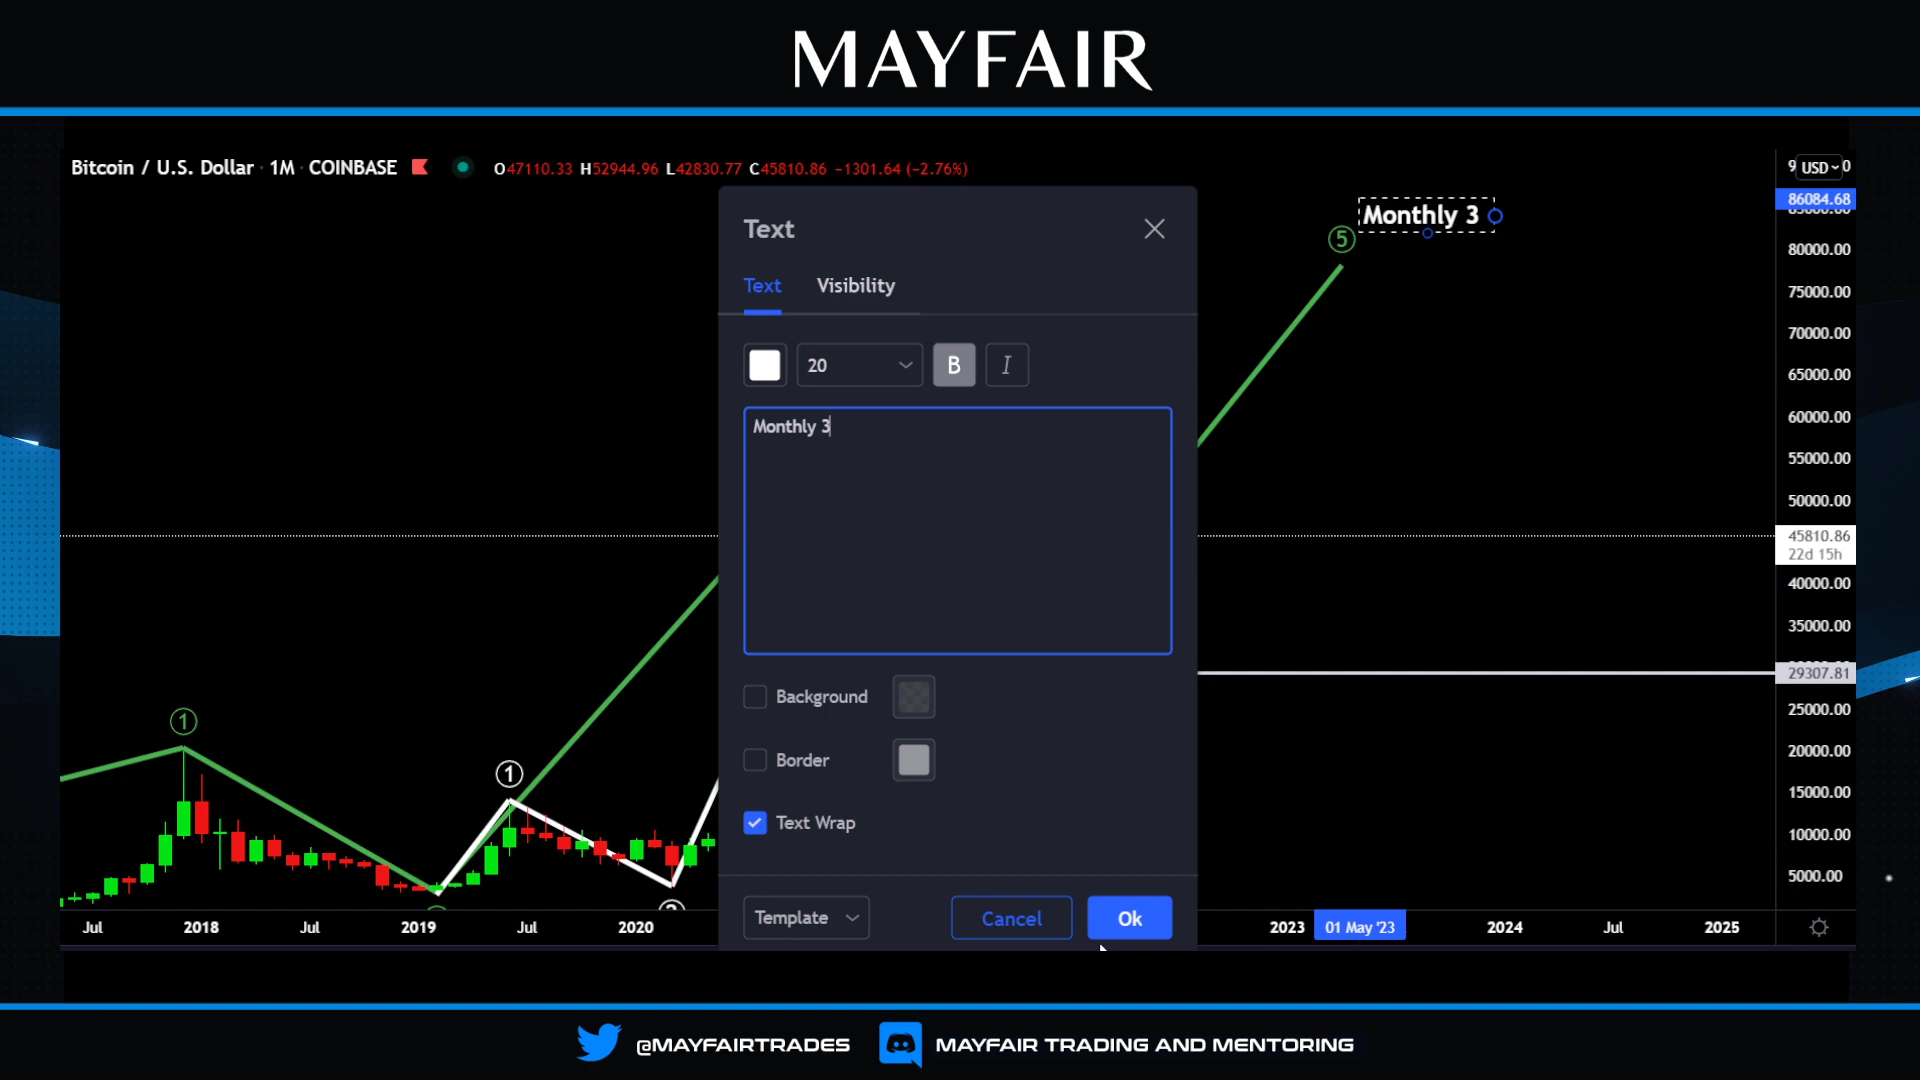 MAYFAIR
Bitcoin / U.S. Dollar · 1M · COINBASE O47110.33 H52944.96 L42830.77 C45810.86 −1301.64 (−2.76%)
USD
86084.68
80000.00
75000.00
70000.00
65000.00
60000.00
55000.00
50000.00
45810.86
22d 15h
40000.00
35000.00
29307.81
25000.00
20000.00
15000.00
10000.00
5000.00
Monthly 3
5
1
1
Text
Text Visibility
20 B I
Monthly 3
Background
Border
Text Wrap
Template Cancel Ok
Jul 2018 Jul 2019 Jul 2020 2023 01 May '23 2024 Jul 2025
@MAYFAIRTRADES MAYFAIR TRADING AND MENTORING